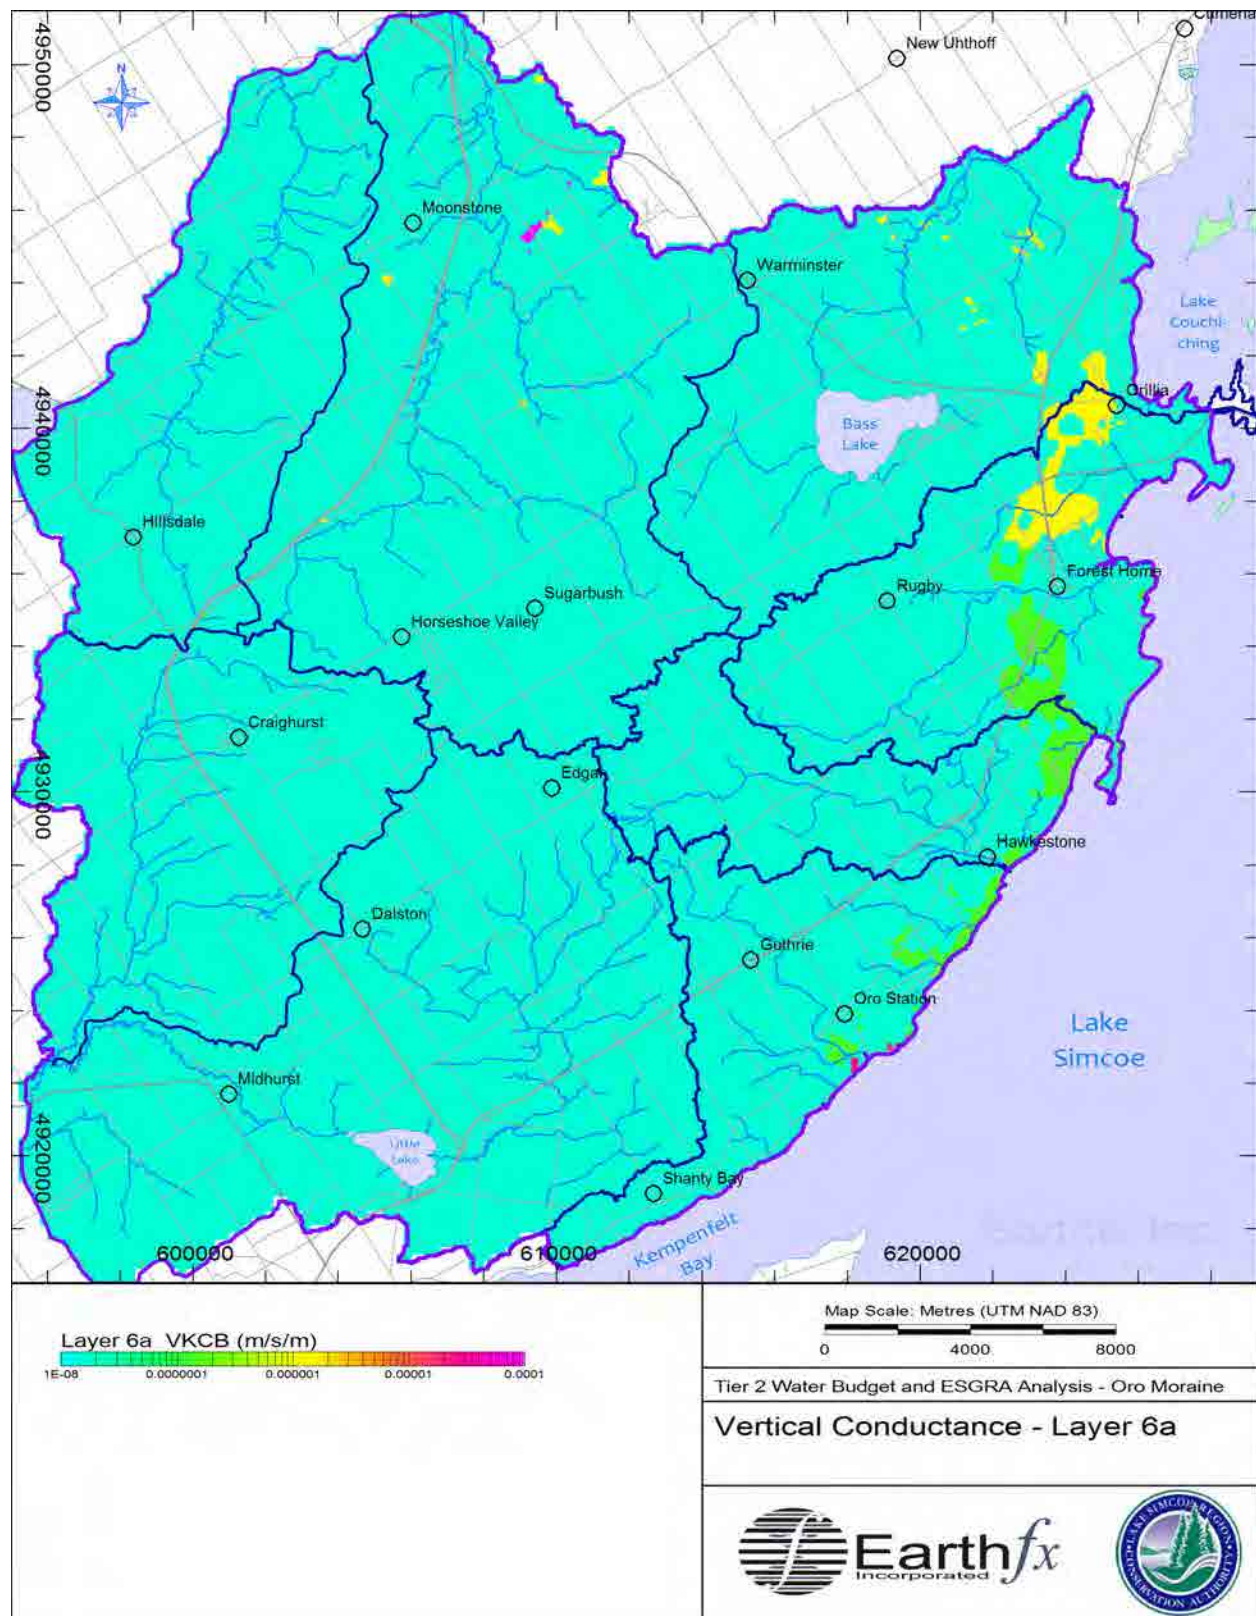 Cumena
New Uhthoff
4950000
N
Moonstone
Warminster
Lake
Couchi-
ching
Orillia
4940000
Bass
Lake
Hillsdale
Forest Home
Rugby
Sugarbush
Horseshoe Valley
Craighurst
Edgar
4930000
Hawkestone
Dalston
Guthrie
Oro Station
Lake
Simcoe
Midhurst
4920000
Little
Lake
Shanty Bay
Kempenfelt
Bay
600000
610000
620000
Layer 6a VKCB (m/s/m)
1E-08 0.0000001 0.000001 0.00001 0.0001
Map Scale: Metres (UTM NAD 83)
0 4000 8000
Tier 2 Water Budget and ESGRA Analysis - Oro Moraine
Vertical Conductance - Layer 6a
Earthfx
Incorporated
LAKE SIMCOE REGION
CONSERVATION AUTHORITY